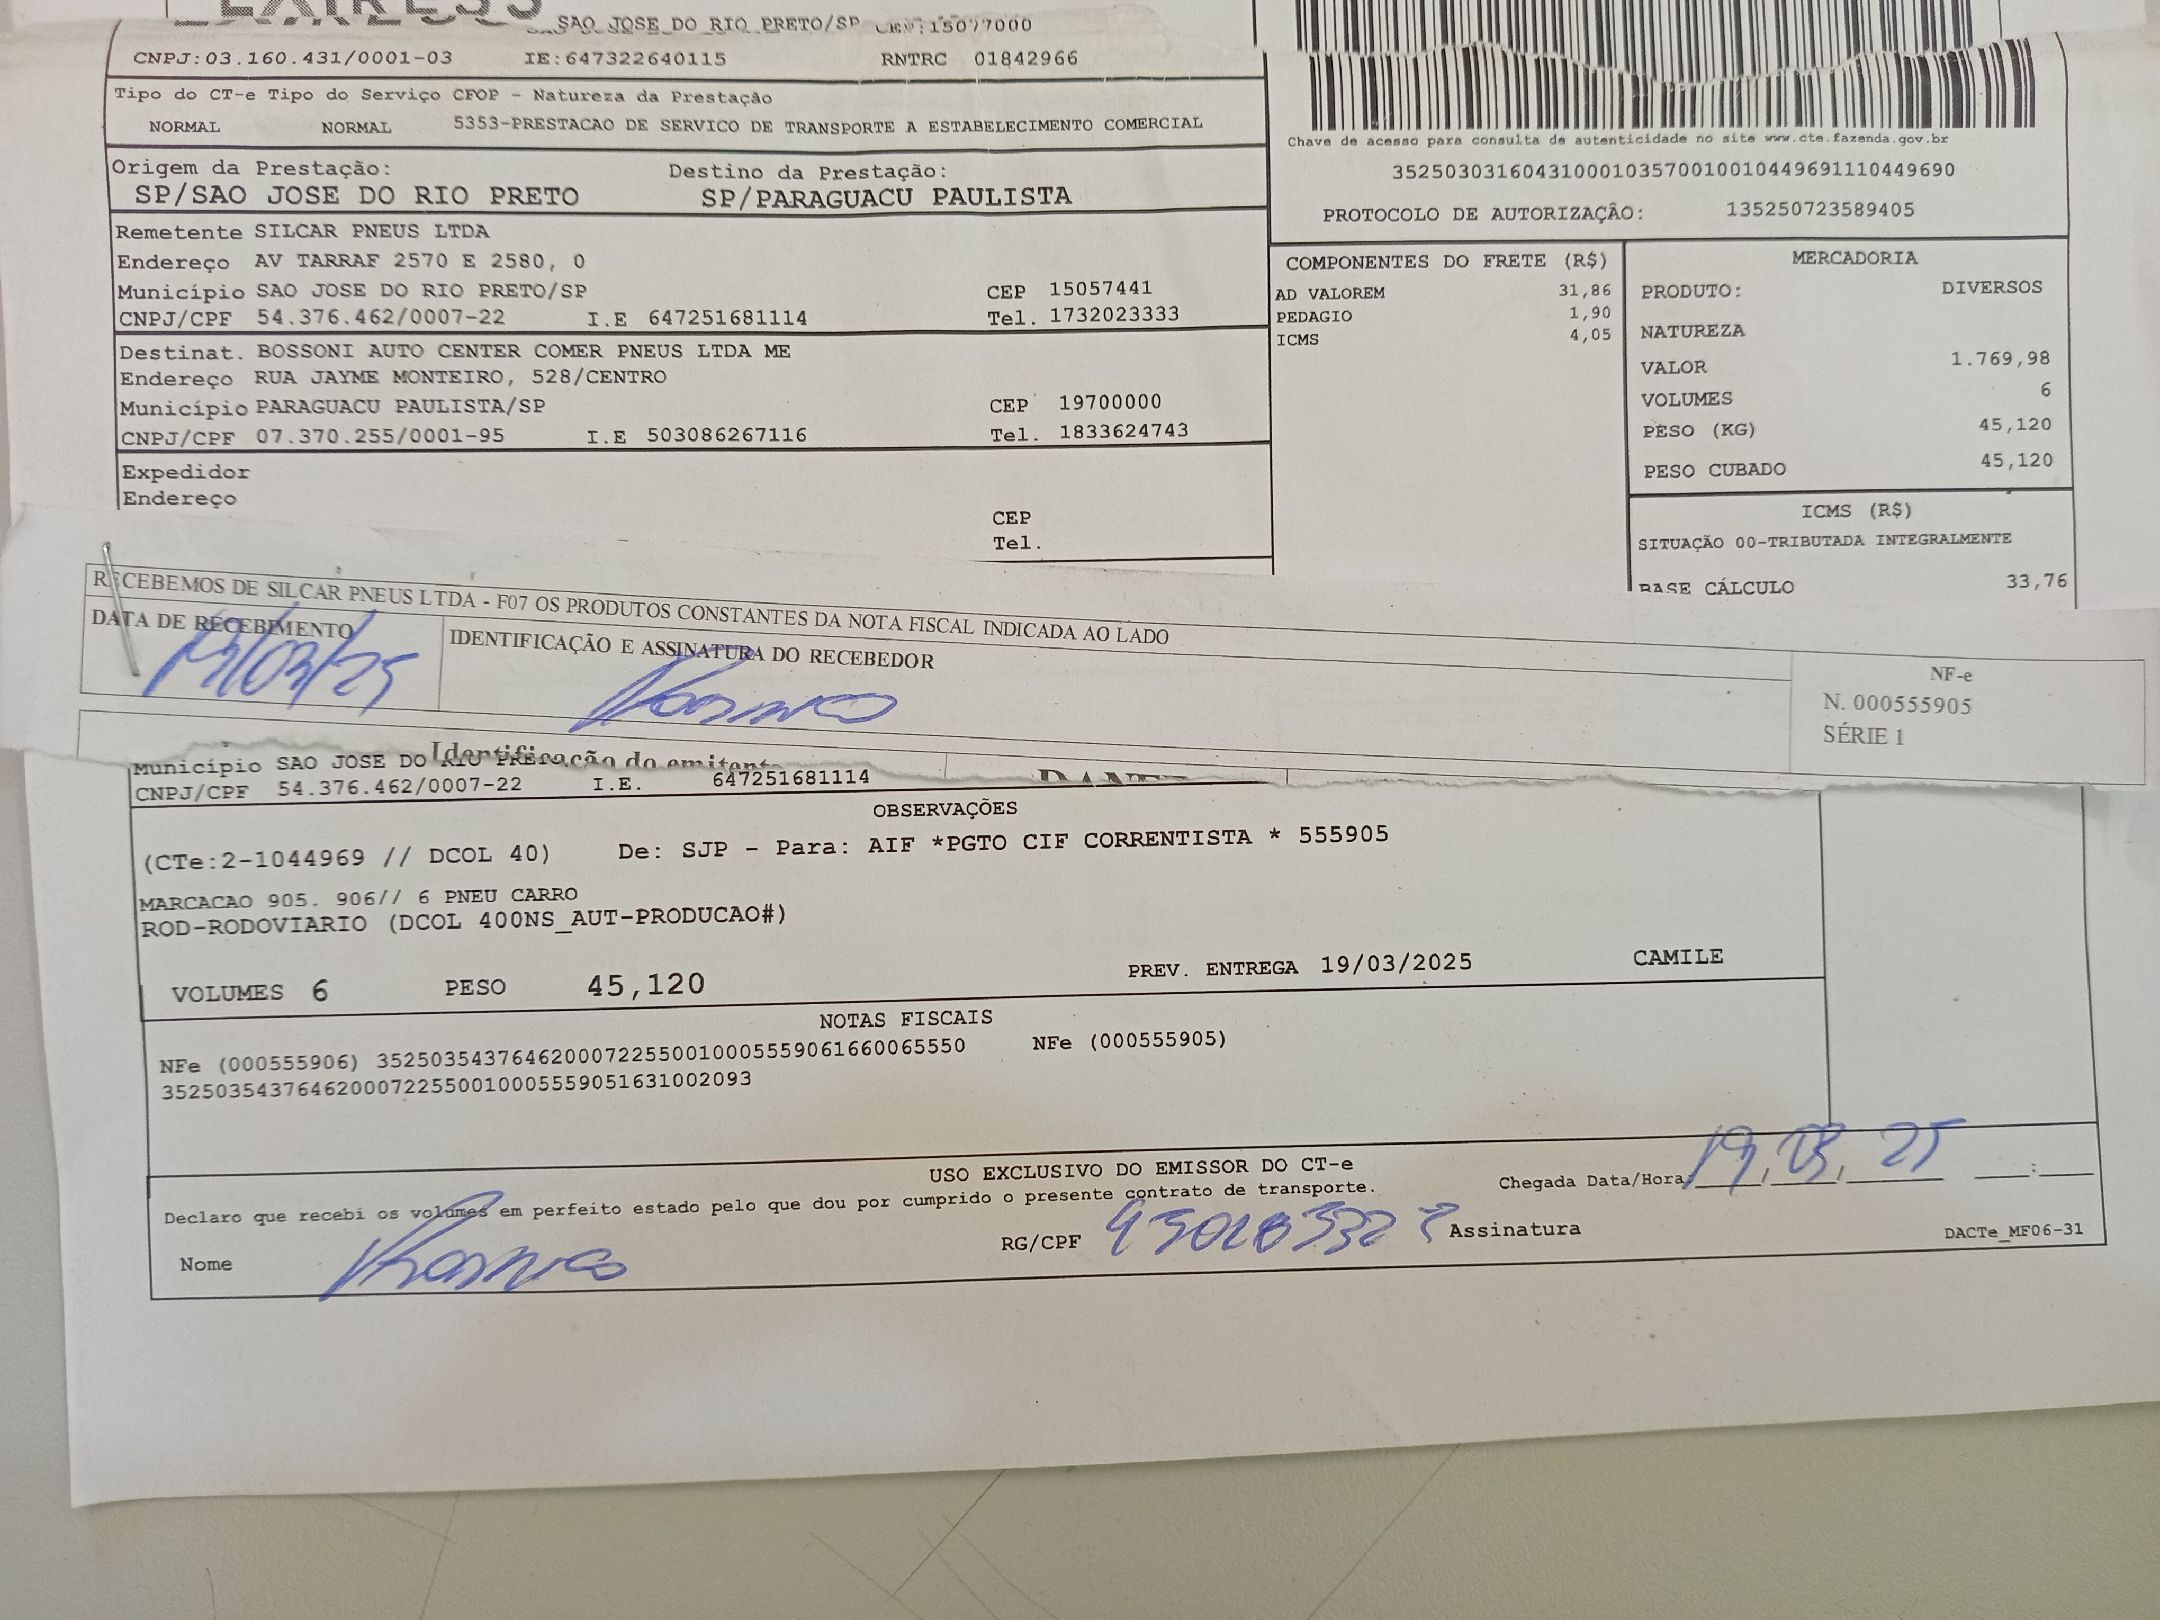 EXPRESS
SAO JOSE DO RIO PRETO/SP CEP:15077000
CNPJ:03.160.431/0001-03 IE:647322640115 RNTRC 01842966
Tipo do CT-e Tipo do Serviço CFOP - Natureza da Prestação
NORMAL NORMAL 5353-PRESTACAO DE SERVICO DE TRANSPORTE A ESTABELECIMENTO COMERCIAL
Origem da Prestação: Destino da Prestação:
SP/SAO JOSE DO RIO PRETO SP/PARAGUACU PAULISTA
Remetente SILCAR PNEUS LTDA
Endereço AV TARRAF 2570 E 2580, 0
Município SAO JOSE DO RIO PRETO/SP CEP 15057441
CNPJ/CPF 54.376.462/0007-22 I.E 647251681114 Tel. 1732023333
Destinat. BOSSONI AUTO CENTER COMER PNEUS LTDA ME
Endereço RUA JAYME MONTEIRO, 528/CENTRO
Município PARAGUACU PAULISTA/SP CEP 19700000
CNPJ/CPF 07.370.255/0001-95 I.E 503086267116 Tel. 1833624743
Expedidor
Endereço
CEP
Tel.
Chave de acesso para consulta de autenticidade no site www.cte.fazenda.gov.br
35250303160431000103570010010449691110449690
PROTOCOLO DE AUTORIZAÇÃO: 135250723589405
COMPONENTES DO FRETE (R$)
AD VALOREM 31,86
PEDAGIO 1,90
ICMS 4,05
MERCADORIA
PRODUTO: DIVERSOS
NATUREZA
VALOR 1.769,98
VOLUMES 6
PESO (KG) 45,120
PESO CUBADO 45,120
ICMS (R$)
SITUAÇÃO 00-TRIBUTADA INTEGRALMENTE
BASE CÁLCULO 33,76
RECEBEMOS DE SILCAR PNEUS LTDA - F07 OS PRODUTOS CONSTANTES DA NOTA FISCAL INDICADA AO LADO
DATA DE RECEBIMENTO IDENTIFICAÇÃO E ASSINATURA DO RECEBEDOR
19/03/25
NF-e
N. 000555905
SÉRIE 1
Identificação do emitente
Município SAO JOSE DO RIO PRETO
CNPJ/CPF 54.376.462/0007-22 I.E. 647251681114
OBSERVAÇÕES
(CTe:2-1044969 // DCOL 40) De: SJP - Para: AIF *PGTO CIF CORRENTISTA * 555905
MARCACAO 905. 906// 6 PNEU CARRO
ROD-RODOVIARIO (DCOL 400NS_AUT-PRODUCAO#)
VOLUMES 6 PESO 45,120 PREV. ENTREGA 19/03/2025 CAMILE
NOTAS FISCAIS
NFe (000555906) 35250354376462000722550010005559061660065550 NFe (000555905)
35250354376462000722550010005559051631002093
USO EXCLUSIVO DO EMISSOR DO CT-e
Declaro que recebi os volumes em perfeito estado pelo que dou por cumprido o presente contrato de transporte.
Chegada Data/Hora 19, 03, 25 :
Nome RG/CPF Assinatura
DACTe_MF06-31